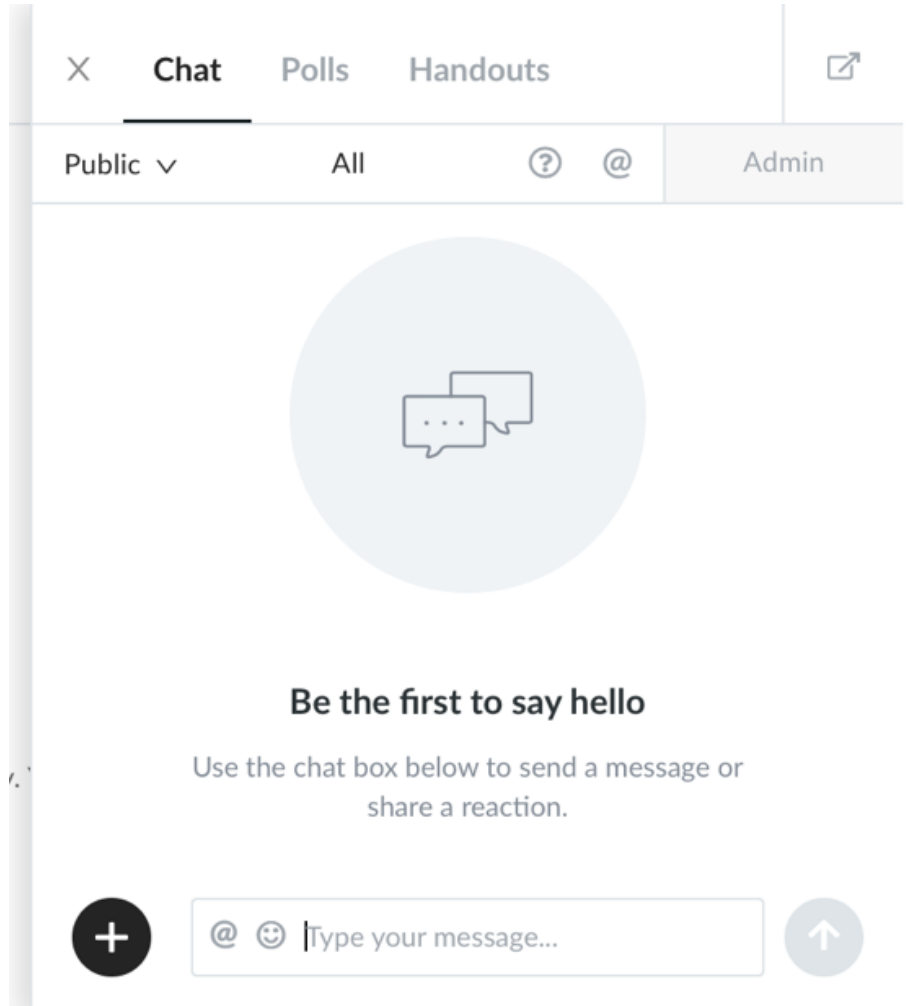 Chat Polls Handouts
Public All @ Admin
Be the first to say hello
Use the chat box below to send a message or
share a reaction.
@ Type your message...